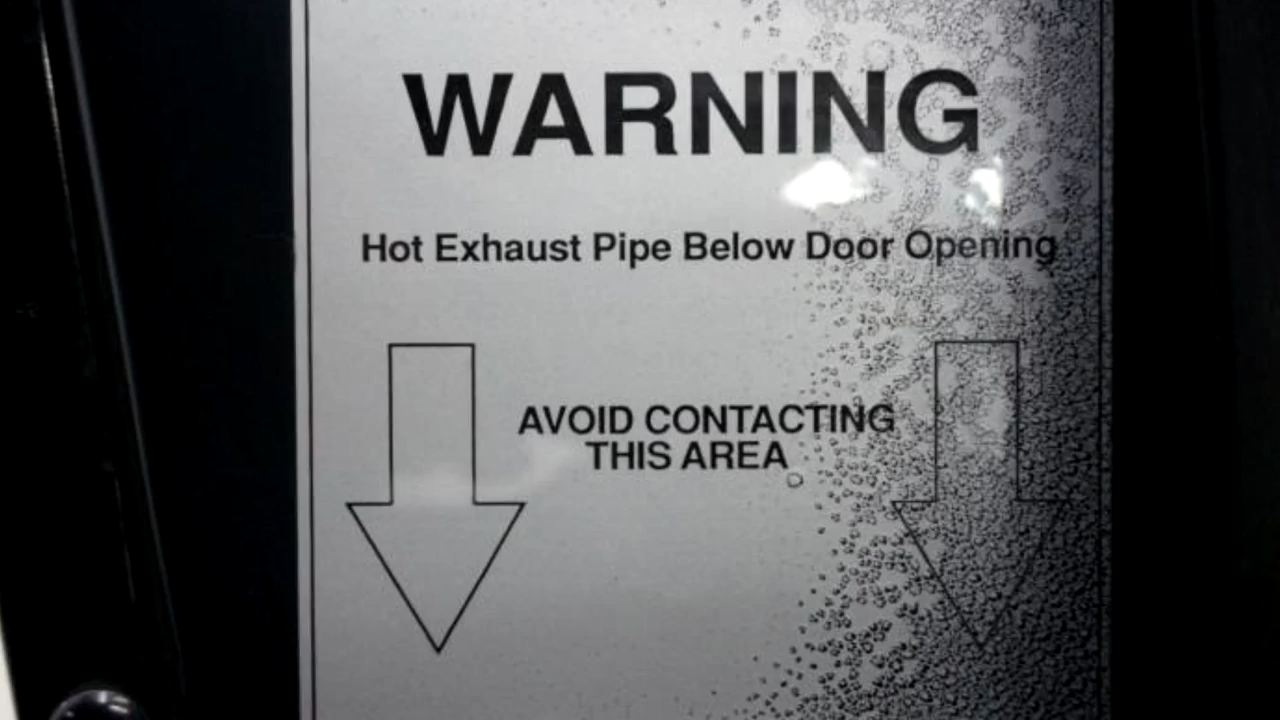 WARNING
Hot Exhaust Pipe Below Door Opening
AVOID CONTACTING
THIS AREA